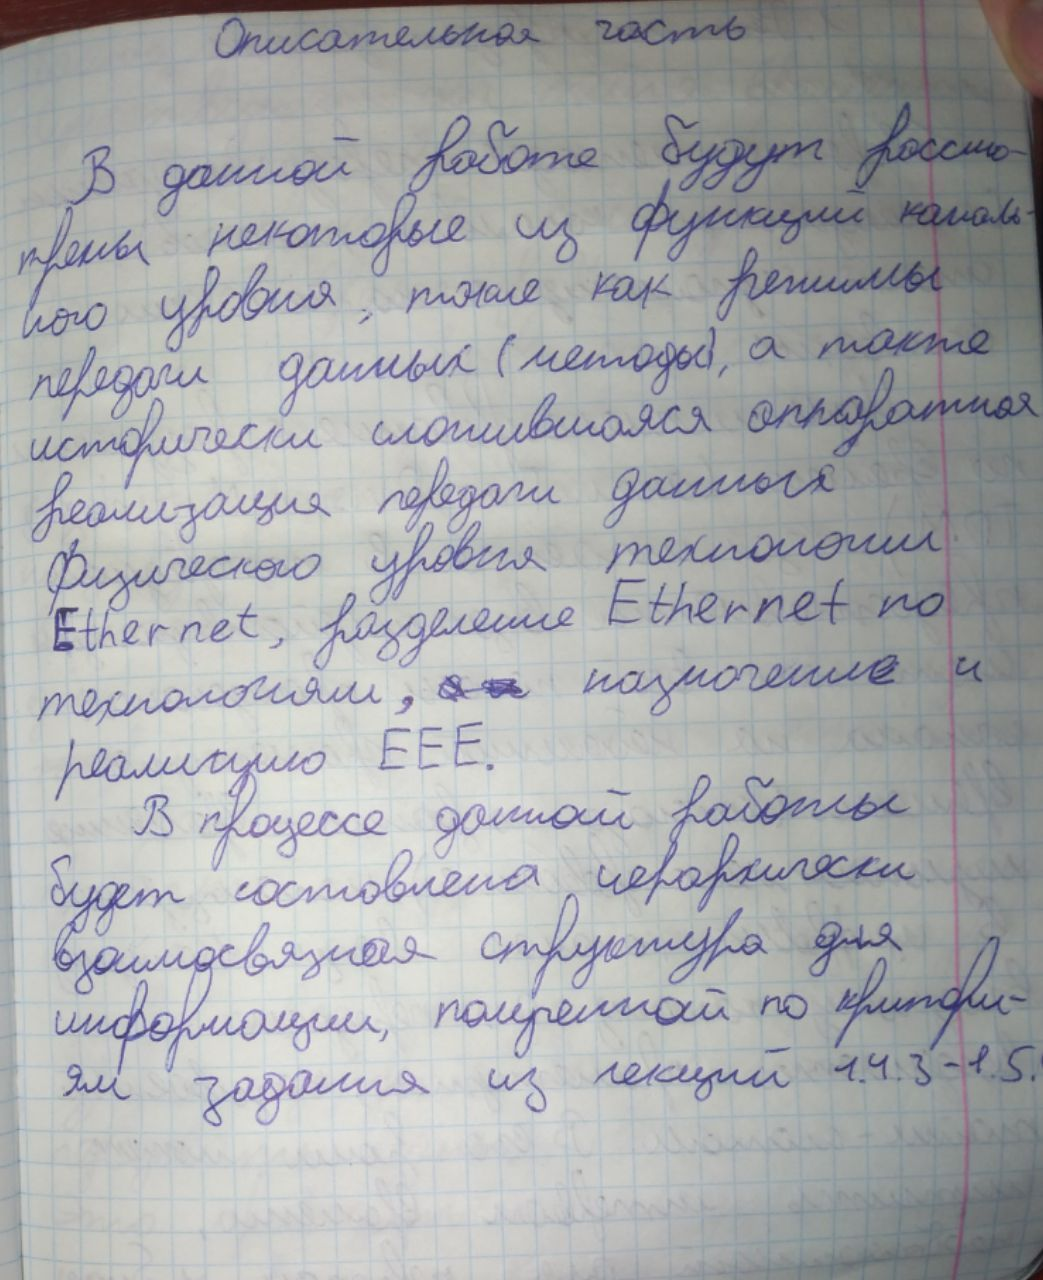 Описательная часть
В данной работе будут рассмо-
трены некоторые из функций каналь-
ного уровня, такие как режимы
передачи данных (методы), а также
исторически сложившаяся аппаратная
реализация передачи данных
физического уровня технологии
Ethernet, разделение Ethernet по
технологиям, назначение и
реализацию EEE.
В процессе данной работы
будет составлена иерархически
взаимосвязная структура для
информации, полученной по критери-
ям задания из лекций 1.4.3-1.5.